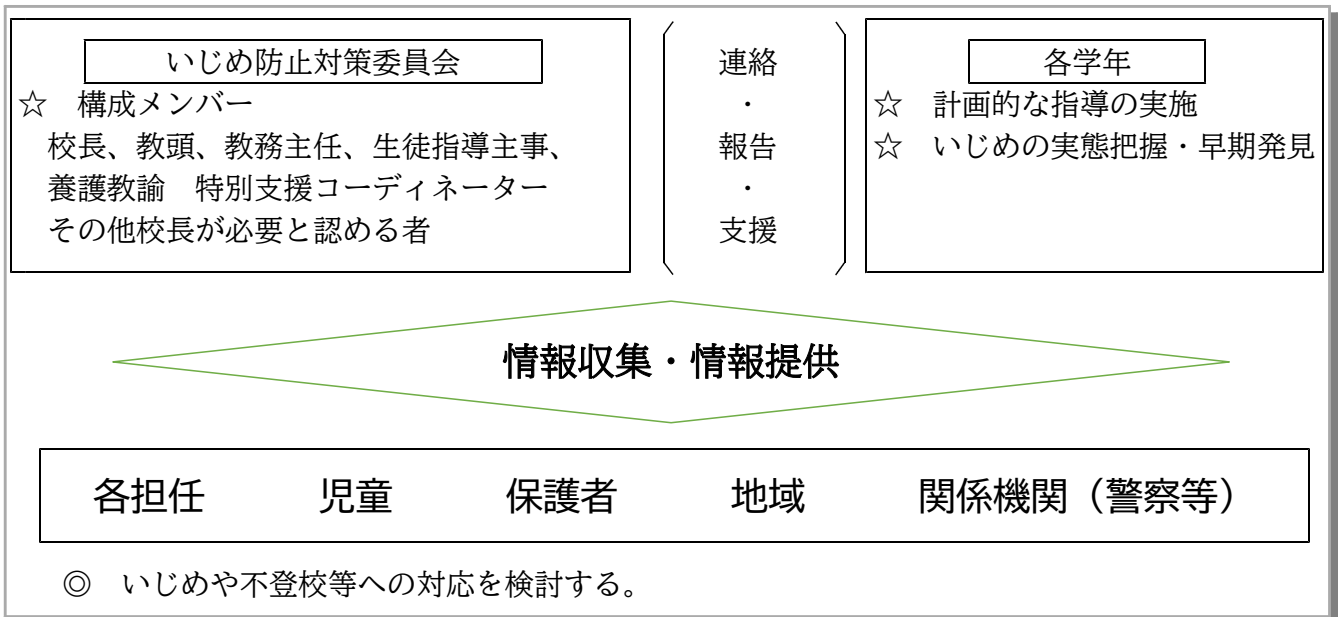 いじめ防止対策委員会
☆　構成メンバー
校長、教頭、教務主任、生徒指導主事、
養護教諭　特別支援コーディネーター
その他校長が必要と認める者
連絡
・
報告
・
支援
各学年
☆　計画的な指導の実施
☆　いじめの実態把握・早期発見
情報収集・情報提供
各担任　　児童　　保護者　　地域　　関係機関（警察等）
◎　いじめや不登校等への対応を検討する。